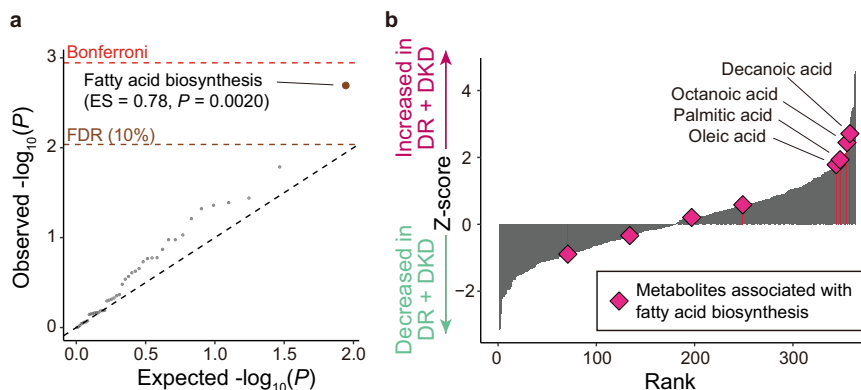 a
Bonferroni
Fatty acid biosynthesis
(ES = 0.78, P = 0.0020)
FDR (10%)
Observed -log10(P)
3
2
1
0
0.0
0.5
1.0
1.5
2.0
Expected -log10(P)
b
Increased in
DR + DKD
Decreased in
DR + DKD
Z-score
4
2
0
−2
Decanoic acid
Octanoic acid
Palmitic acid
Oleic acid
Metabolites associated with
fatty acid biosynthesis
0
100
200
300
Rank